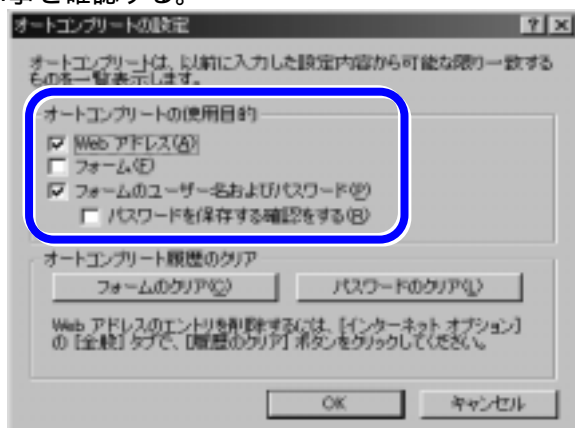 事を確認する。
オートコンプリートの設定
オートコンプリートは、以前に入力した設定内容から可能な限り一致する
ものを一覧表示します。
オートコンプリートの使用目的
Web アドレス(A)
フォーム(F)
フォームのユーザー名およびパスワード(P)
パスワードを保存する確認をする(R)
オートコンプリート履歴のクリア
フォームのクリア(C) パスワードのクリア(L)
Web アドレスのエントリを削除するには、[インターネット オプション]
の [全般] タブで、[履歴のクリア] ボタンをクリックしてください。
OK キャンセル